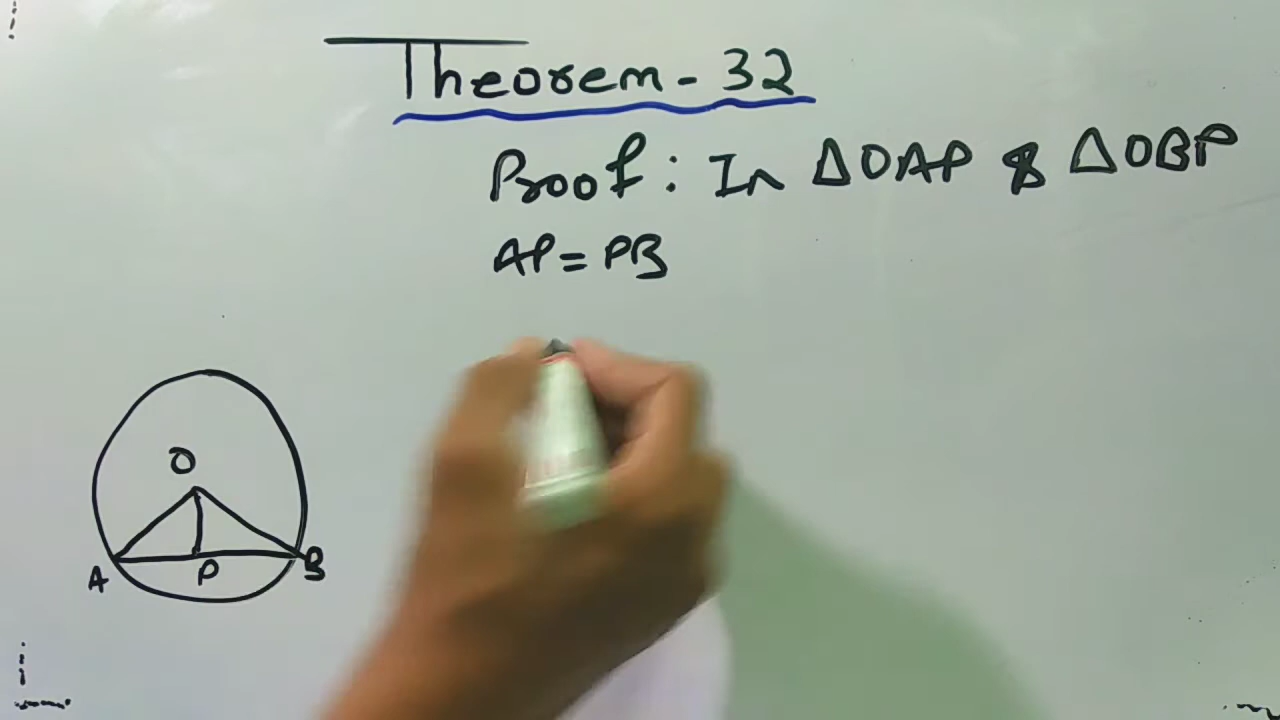 Theorem - 32
Proof : In ΔOAP & ΔOBP
AP = PB
O
A P B